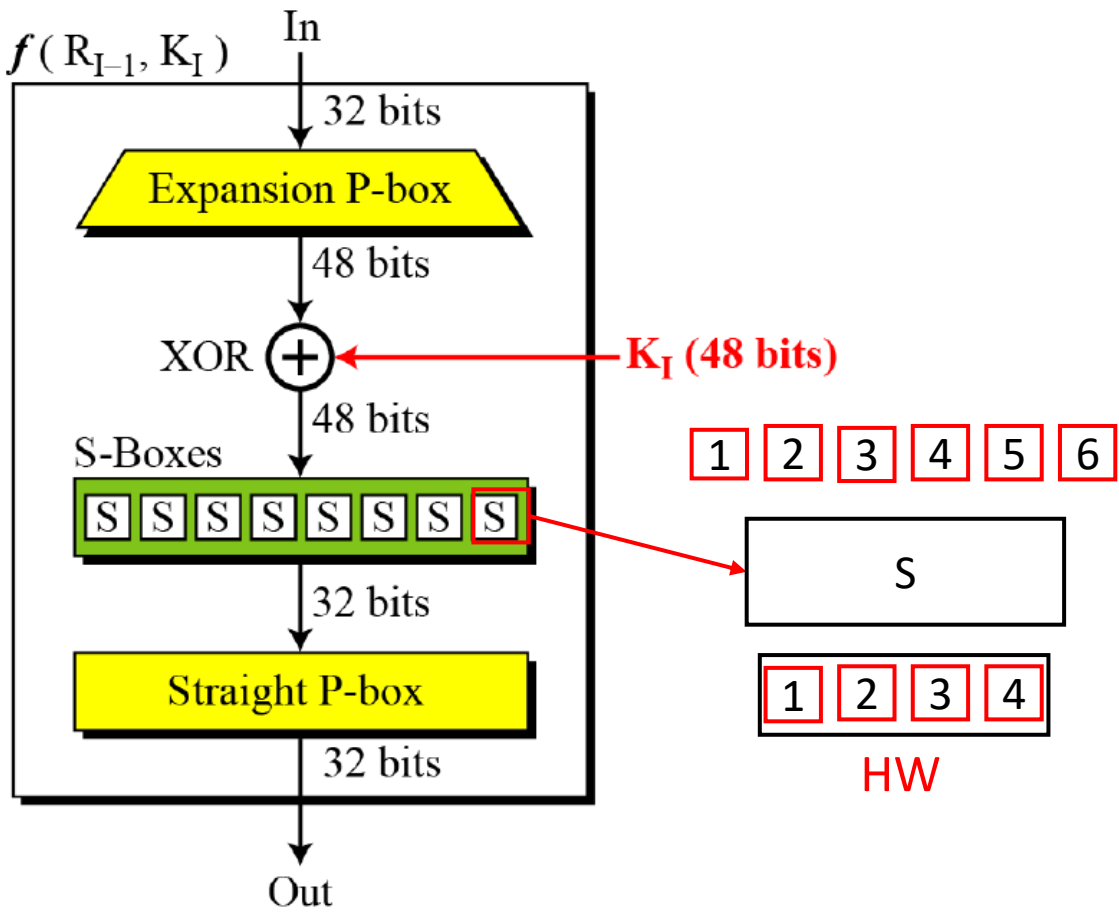 In
f ( R_{I–1}, K_I )
32 bits
Expansion P-box
48 bits
XOR +
K_I (48 bits)
48 bits
S-Boxes
1 2 3 4 5 6
S S S S S S S S
S
32 bits
Straight P-box
1 2 3 4
32 bits
HW
Out